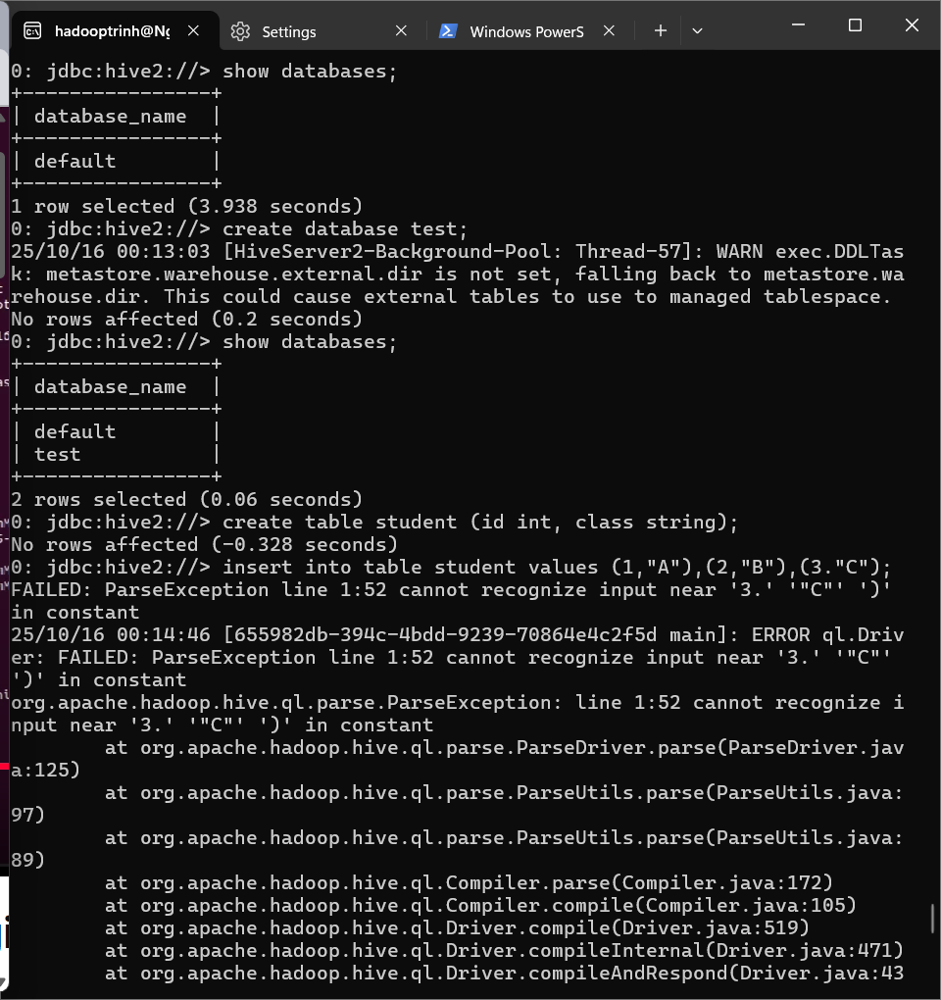 hadooptrinh@Ng
Settings
Windows PowerS
0: jdbc:hive2://> show databases;
+----------------+
| database_name  |
+----------------+
| default        |
+----------------+
1 row selected (3.938 seconds)
0: jdbc:hive2://> create database test;
25/10/16 00:13:03 [HiveServer2-Background-Pool: Thread-57]: WARN exec.DDLTas
k: metastore.warehouse.external.dir is not set, falling back to metastore.wa
rehouse.dir. This could cause external tables to use to managed tablespace.
No rows affected (0.2 seconds)
0: jdbc:hive2://> show databases;
+----------------+
| database_name  |
+----------------+
| default        |
| test           |
+----------------+
2 rows selected (0.06 seconds)
0: jdbc:hive2://> create table student (id int, class string);
No rows affected (-0.328 seconds)
0: jdbc:hive2://> insert into table student values (1,"A"),(2,"B"),(3."C");
FAILED: ParseException line 1:52 cannot recognize input near '3.' '"C"' ')'
in constant
25/10/16 00:14:46 [655982db-394c-4bdd-9239-70864e4c2f5d main]: ERROR ql.Driv
er: FAILED: ParseException line 1:52 cannot recognize input near '3.' '"C"'
')' in constant
org.apache.hadoop.hive.ql.parse.ParseException: line 1:52 cannot recognize i
nput near '3.' '"C"' ')' in constant
        at org.apache.hadoop.hive.ql.parse.ParseDriver.parse(ParseDriver.jav
a:125)
        at org.apache.hadoop.hive.ql.parse.ParseUtils.parse(ParseUtils.java:
97)
        at org.apache.hadoop.hive.ql.parse.ParseUtils.parse(ParseUtils.java:
89)
        at org.apache.hadoop.hive.ql.Compiler.parse(Compiler.java:172)
        at org.apache.hadoop.hive.ql.Compiler.compile(Compiler.java:105)
        at org.apache.hadoop.hive.ql.Driver.compile(Driver.java:519)
        at org.apache.hadoop.hive.ql.Driver.compileInternal(Driver.java:471)
        at org.apache.hadoop.hive.ql.Driver.compileAndRespond(Driver.java:43